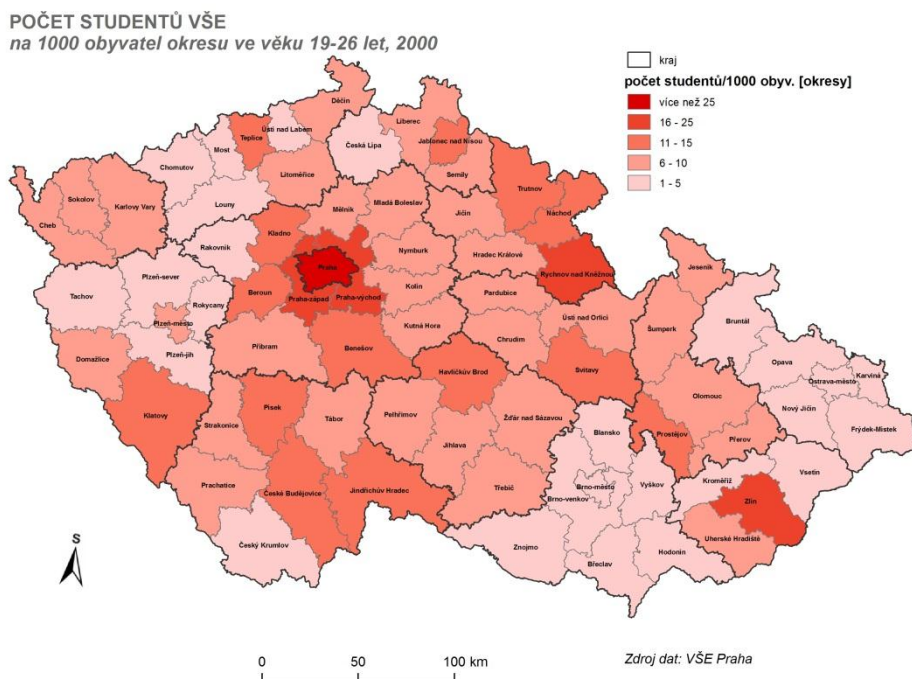 POČET STUDENTŮ VŠE
na 1000 obyvatel okresu ve věku 19-26 let, 2000
kraj
počet studentů/1000 obyv. [okresy]
více než 25
16 - 25
11 - 15
6 - 10
1 - 5
Děčín
Liberec
Ústí nad Labem
Teplice
Česká Lípa
Jablonec nad Nisou
Most
Chomutov
Litoměřice
Semily
Trutnov
Louny
Mělník
Mladá Boleslav
Jičín
Náchod
Sokolov
Karlovy Vary
Cheb
Kladno
Rakovník
Nymburk
Hradec Králové
Jeseník
Praha
Rychnov nad Kněžnou
Plzeň-sever
Tachov
Beroun
Praha-západ
Praha-východ
Kolín
Pardubice
Rokycany
Ústí nad Orlicí
Bruntál
Plzeň-město
Kutná Hora
Šumperk
Chrudim
Příbram
Benešov
Plzeň-jih
Domažlice
Opava
Karviná
Ostrava-město
Havlíčkův Brod
Svitavy
Olomouc
Nový Jičín
Frýdek-Místek
Klatovy
Písek
Tábor
Pelhřimov
Žďár nad Sázavou
Strakonice
Blansko
Prostějov
Přerov
Jihlava
Vsetín
Prachatice
České Budějovice
Jindřichův Hradec
Třebíč
Brno-město
Brno-venkov
Vyškov
Kroměříž
Zlín
Uherské Hradiště
Český Krumlov
Znojmo
Hodonín
Břeclav
S
0 50 100 km
Zdroj dat: VŠE Praha